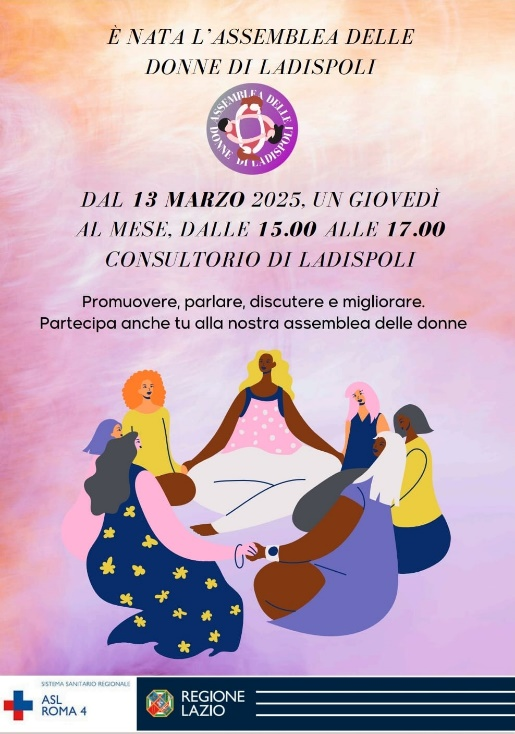 È NATA L'ASSEMBLEA DELLE
DONNE DI LADISPOLI
ASSEMBLEA DELLE
DONNE DI LADISPOLI
DAL 13 MARZO 2025, UN GIOVEDÌ
AL MESE, DALLE 15.00 ALLE 17.00
CONSULTORIO DI LADISPOLI
Promuovere, parlare, discutere e migliorare.
Partecipa anche tu alla nostra assemblea delle donne
SISTEMA SANITARIO REGIONALE
ASL
ROMA 4
REGIONE
LAZIO